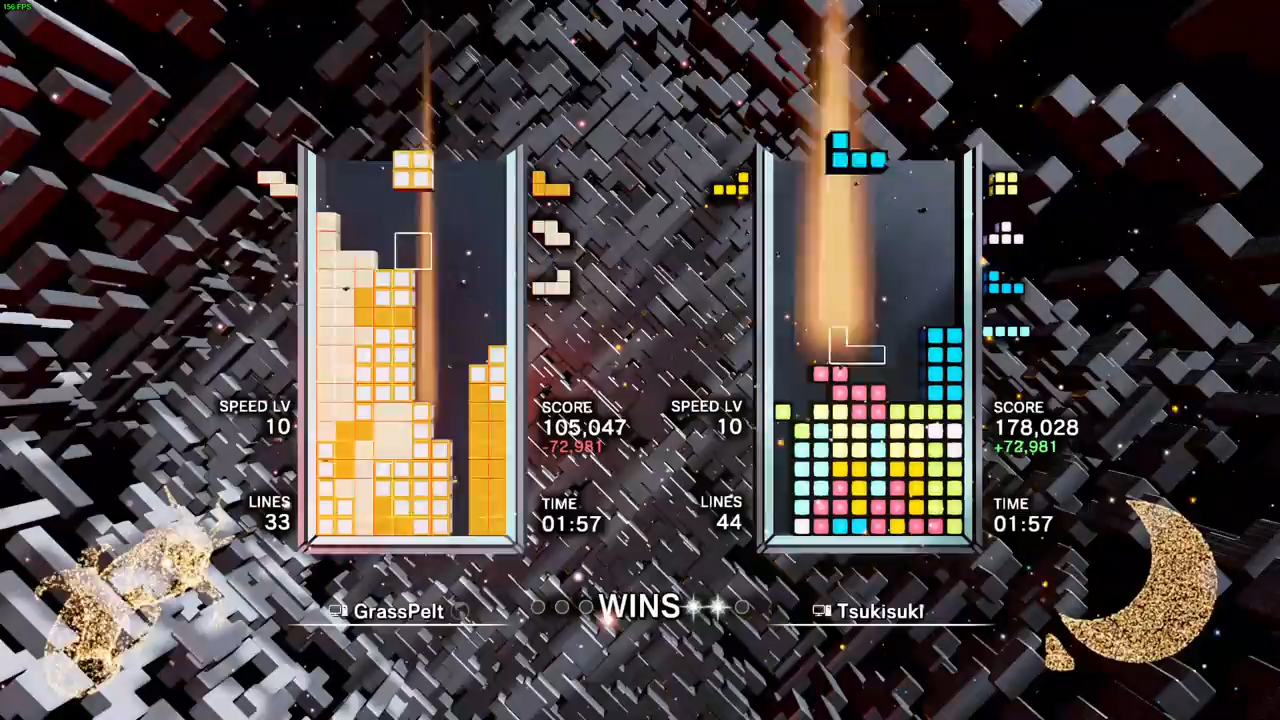 156 FPS
SPEED LV
10
LINES
33
SCORE
105,047
-72,981
TIME
01:57
SPEED LV
10
LINES
44
SCORE
178,028
+72,981
TIME
01:57
GrassPelt
WINS
Tsukisuki